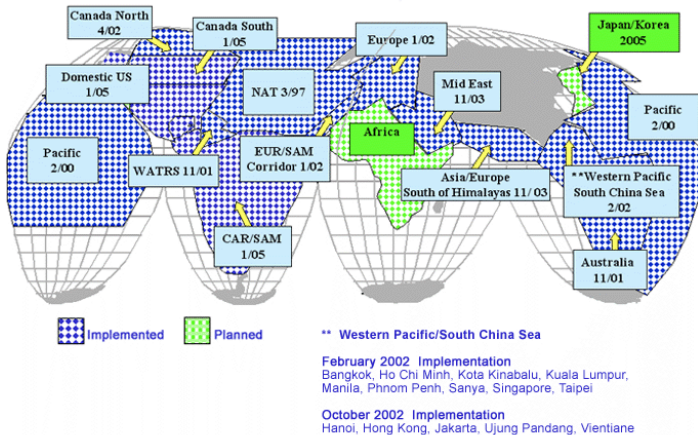 Canada North
4/02
Canada South
1/05
Europe 1/02
Japan/Korea
2005
Domestic US
1/05
NAT 3/97
Mid East
11/03
Pacific
2/00
Africa
Pacific
2/00
WATRS 11/01
EUR/SAM
Corridor 1/02
Asia/Europe
South of Himalayas 11/ 03
**Western Pacific
South China Sea
2/02
CAR/SAM
1/05
Australia
11/01
Implemented
Planned
** Western Pacific/South China Sea
February 2002 Implementation
Bangkok, Ho Chi Minh, Kota Kinabalu, Kuala Lumpur,
Manila, Phnom Penh, Sanya, Singapore, Taipei
October 2002 Implementation
Hanoi, Hong Kong, Jakarta, Ujung Pandang, Vientiane